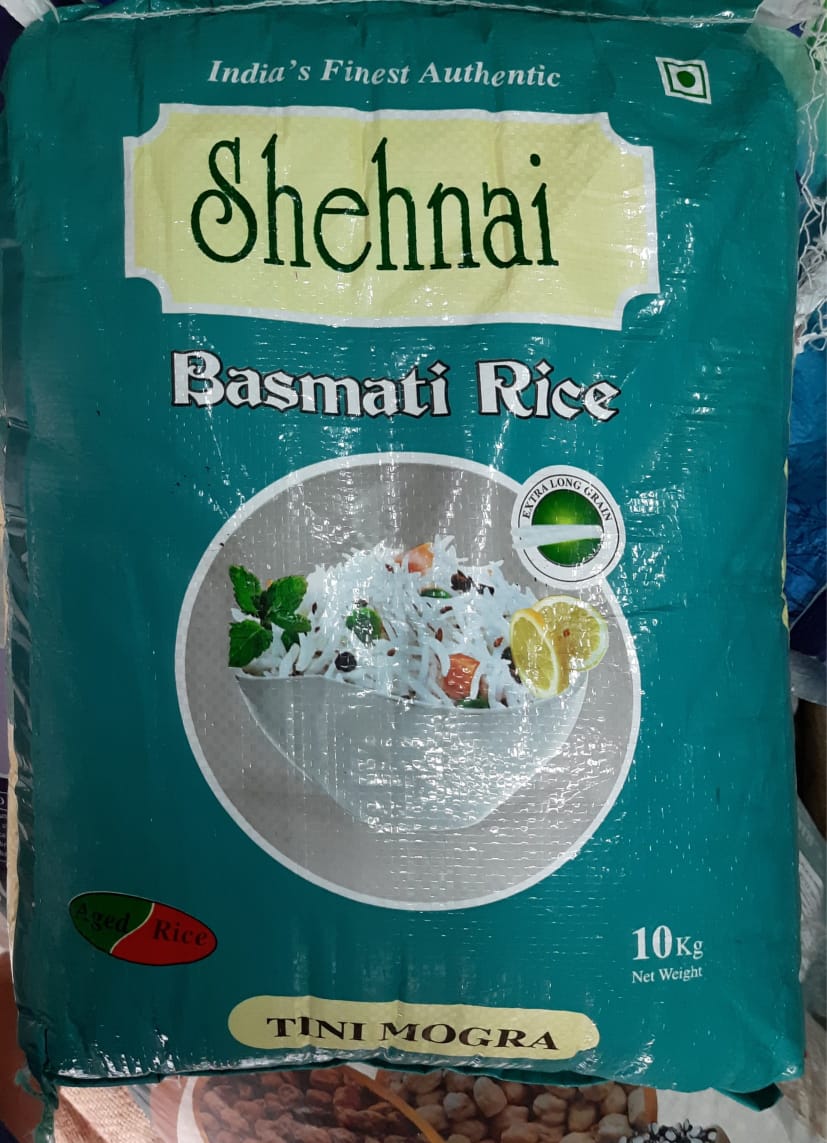 India's Finest Authentic
Shehnai
Basmati Rice
EXTRA LONG GRAIN
Aged Rice
10Kg
Net Weight
TINI MOGRA